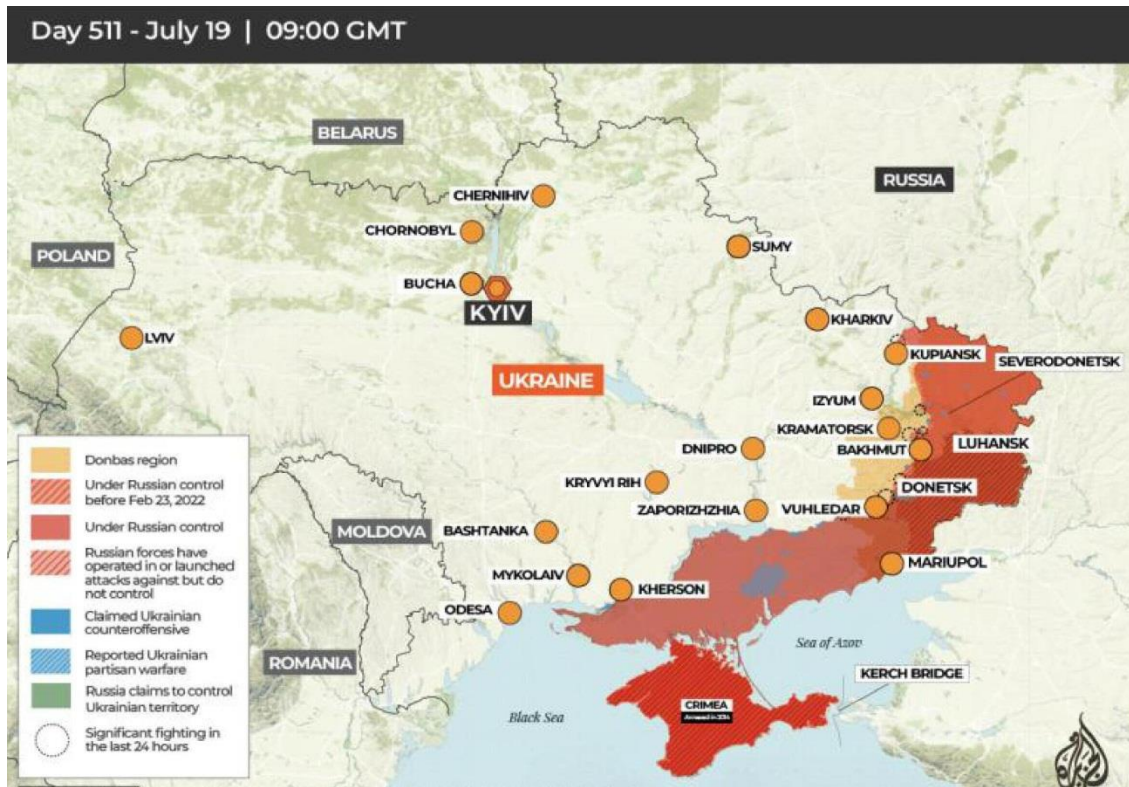 Day 511 - July 19 | 09:00 GMT
BELARUS
RUSSIA
CHERNIHIV
CHORNOBYL
SUMY
POLAND
BUCHA
KYIV
KHARKIV
LVIV
KUPIANSK
SEVERODONETSK
UKRAINE
IZYUM
KRAMATORSK
LUHANSK
DNIPRO
BAKHMUT
KRYVYI RIH
DONETSK
ZAPORIZHZHIA
VUHLEDAR
MOLDOVA
BASHTANKA
MARIUPOL
MYKOLAIV
KHERSON
ODESA
Sea of Azov
ROMANIA
KERCH BRIDGE
CRIMEA
Annexed in 2014
Black Sea
Donbas region
Under Russian control
before Feb 23, 2022
Under Russian control
Russian forces have
operated in or launched
attacks against but do
not control
Claimed Ukrainian
counteroffensive
Reported Ukrainian
partisan warfare
Russia claims to control
Ukrainian territory
Significant fighting in
the last 24 hours